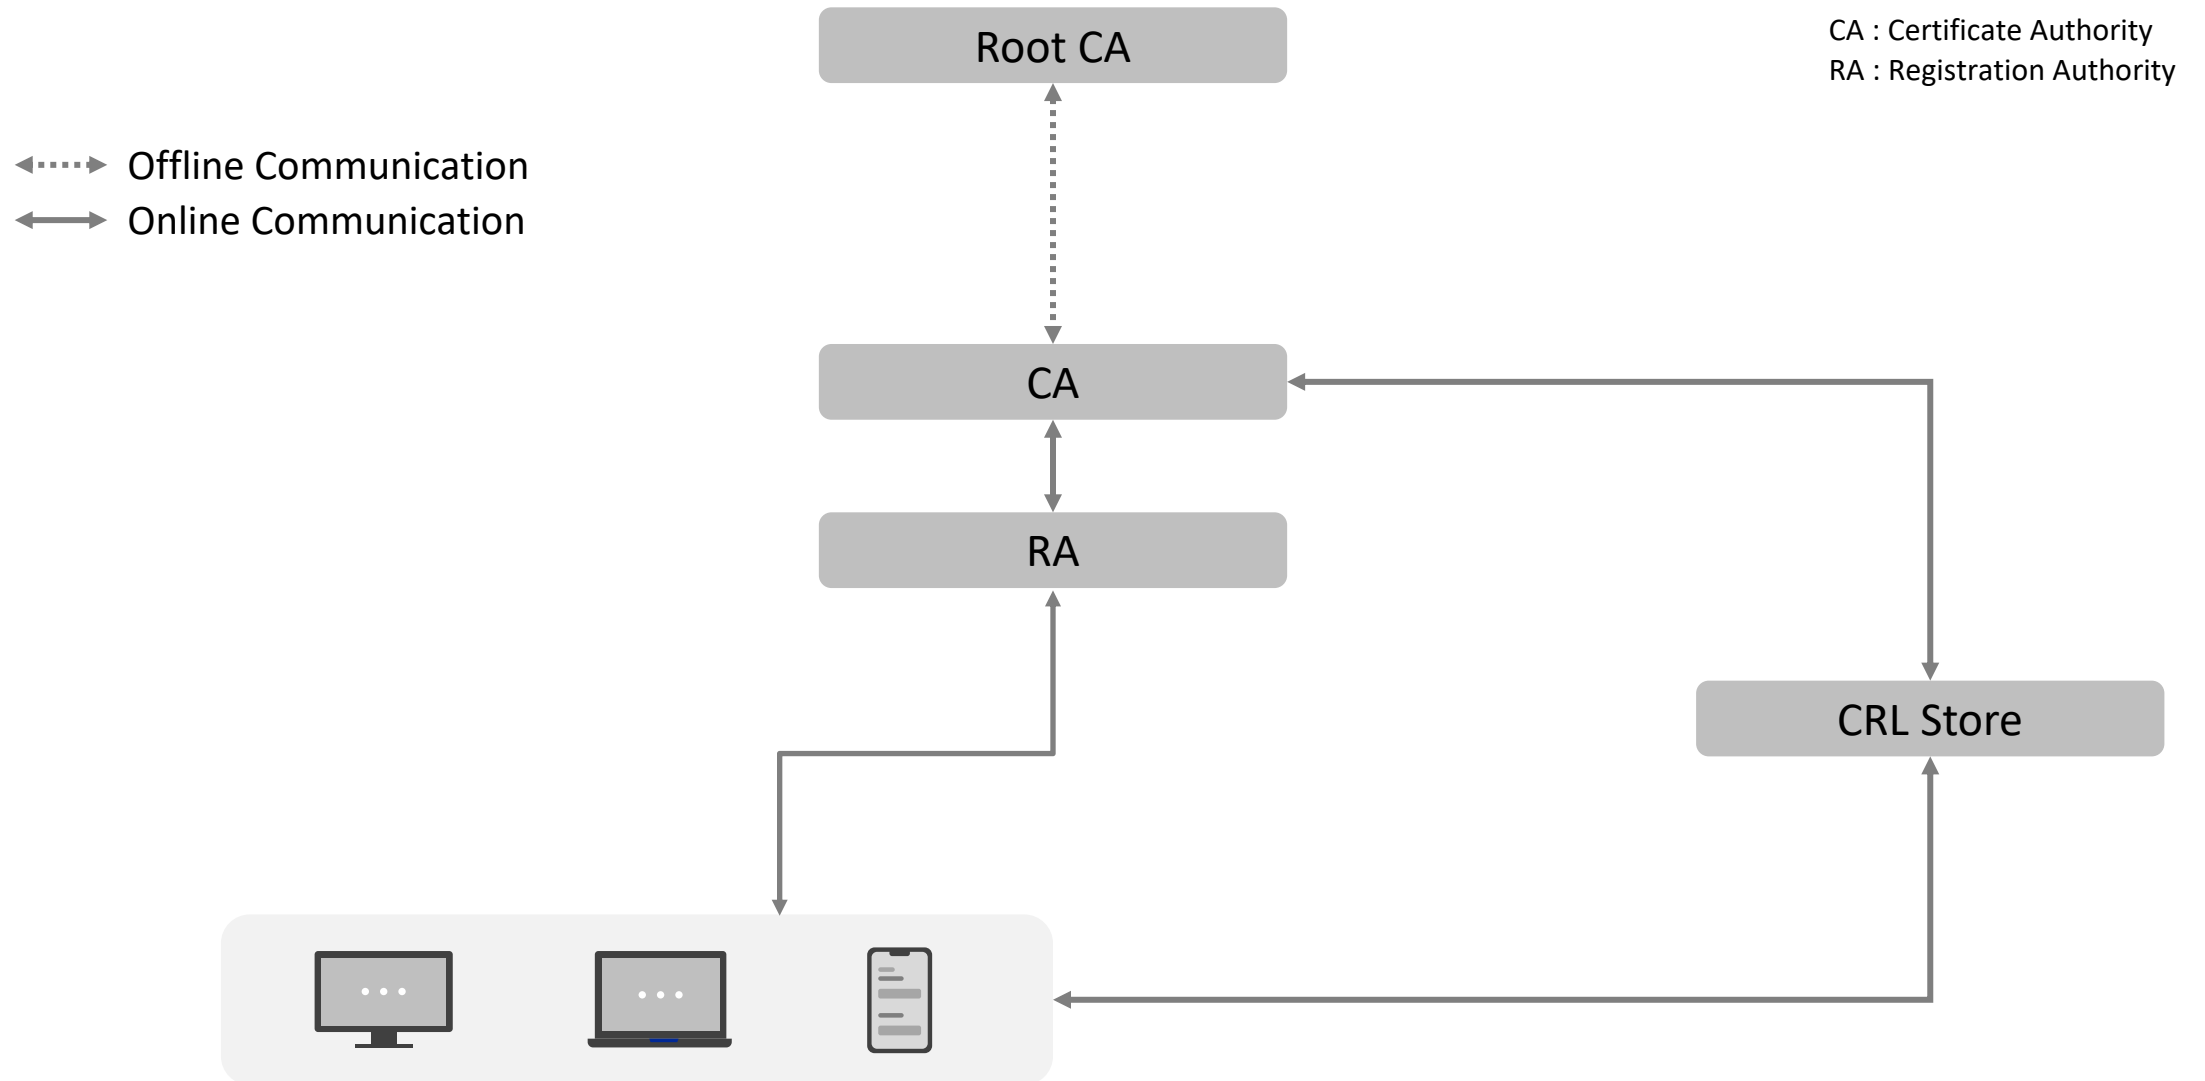 Root CA
CA : Certificate Authority
RA : Registration Authority
Offline Communication
Online Communication
CA
RA
CRL Store